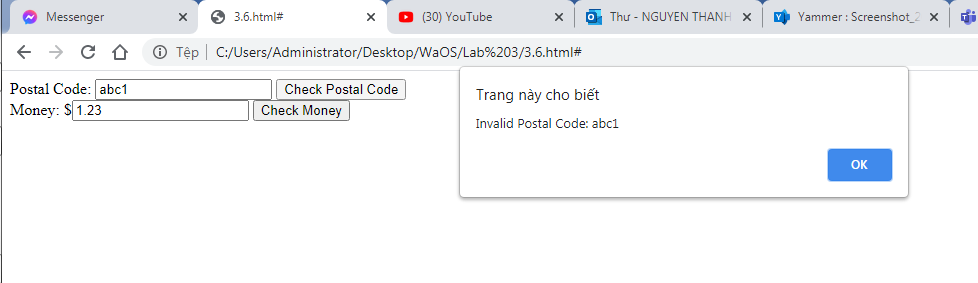 Messenger
3.6.html#
(30) YouTube
Thư - NGUYEN THANH
Yammer : Screenshot_2
Tệp C:/Users/Administrator/Desktop/WaOS/Lab%203/3.6.html#
Postal Code: abc1 Check Postal Code
Money: $1.23 Check Money
Trang này cho biết
Invalid Postal Code: abc1
OK